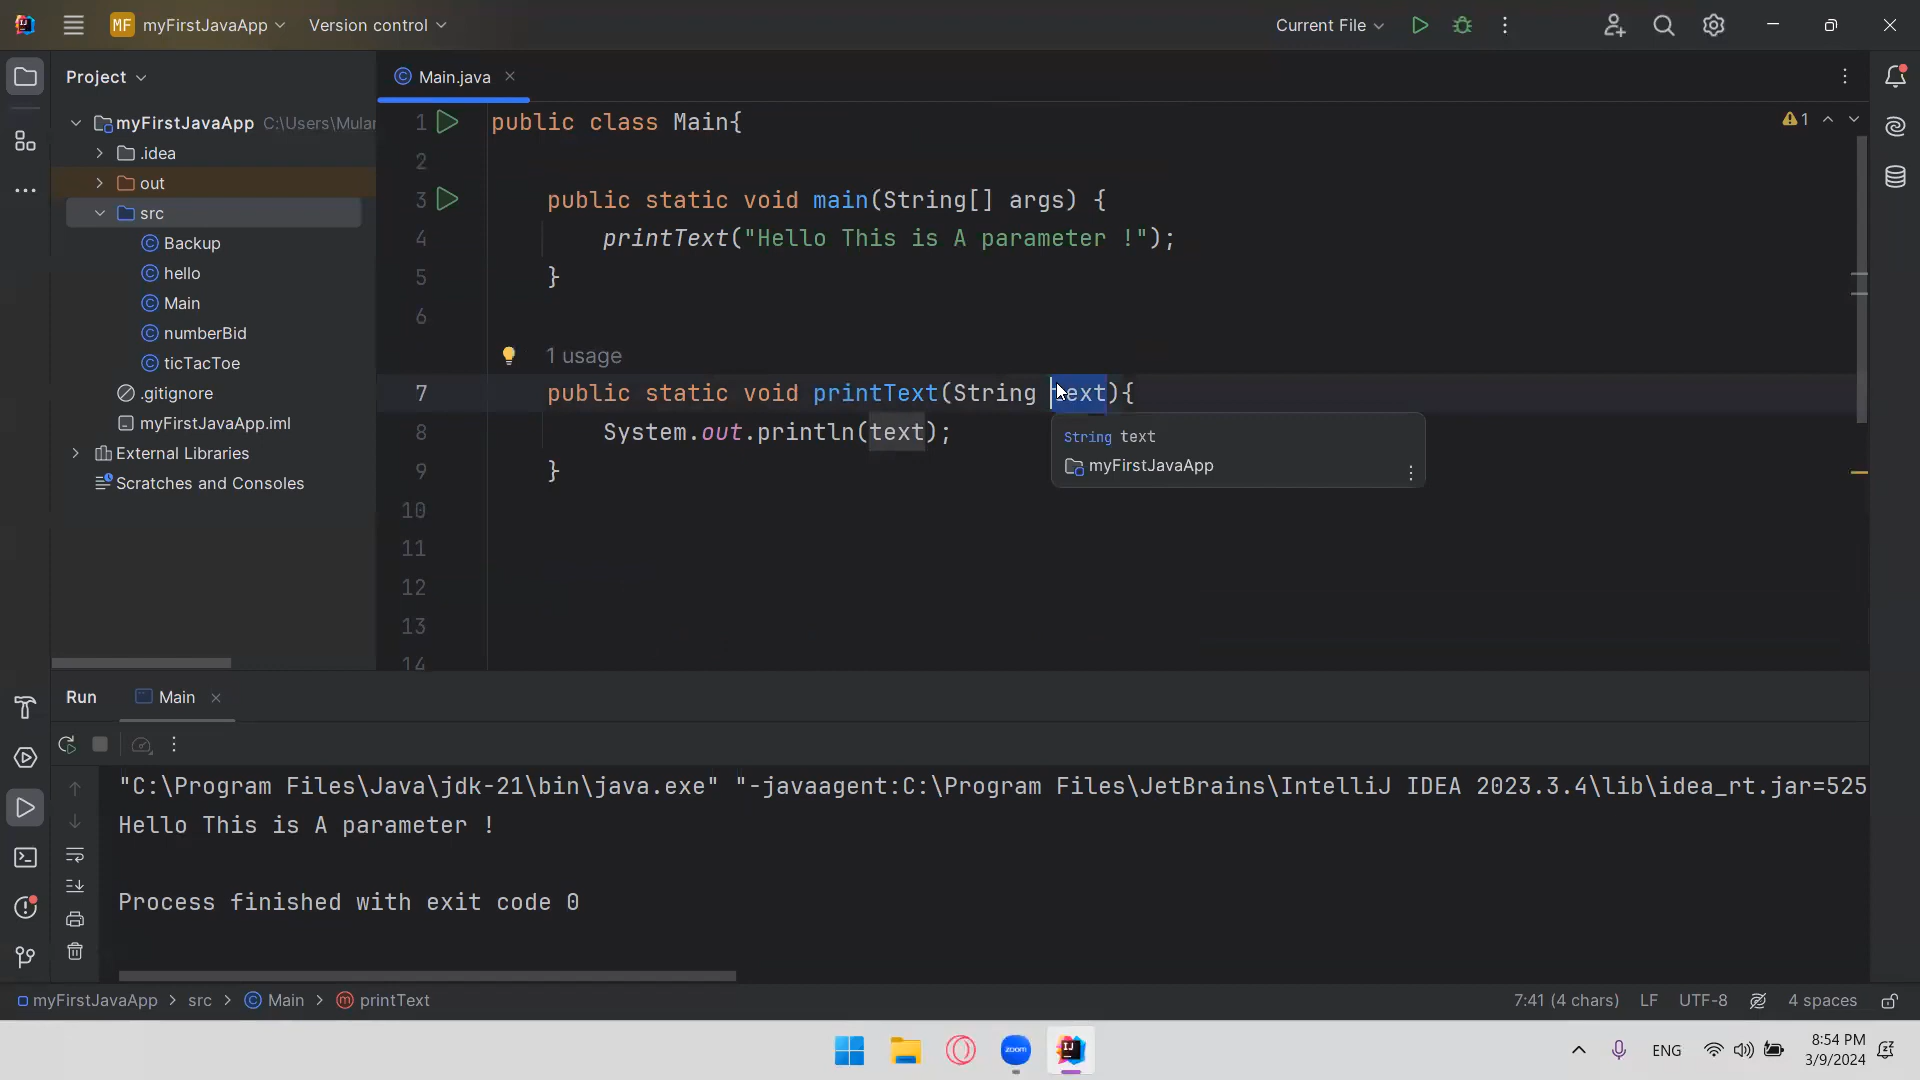 MF myFirstJavaApp Version control Current File
Project Main.java
myFirstJavaApp C:\Users\Mular
.idea
out
src
Backup
hello
Main
numberBid
ticTacToe
.gitignore
myFirstJavaApp.iml
External Libraries
Scratches and Consoles
1 public class Main{
2
3 public static void main(String[] args) {
4 printText("Hello This is A parameter !");
5 }
6
1 usage
7 public static void printText(String text){
8 System.out.println(text);
9 }
10
11
12
13
14
String text
myFirstJavaApp
1
Run Main
"C:\Program Files\Java\jdk-21\bin\java.exe" "-javaagent:C:\Program Files\JetBrains\IntelliJ IDEA 2023.3.4\lib\idea_rt.jar=525
Hello This is A parameter !
Process finished with exit code 0
myFirstJavaApp > src > Main > printText 7:41 (4 chars) LF UTF-8 4 spaces
zoom IJ ENG 8:54 PM
3/9/2024